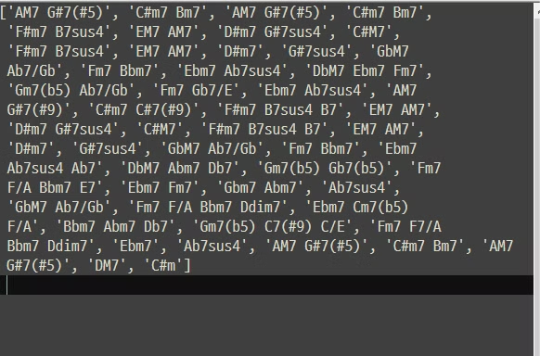 ['AM7 G#7(#5)', 'C#m7 Bm7', 'AM7 G#7(#5)', 'C#m7 Bm7',
'F#m7 B7sus4', 'EM7 AM7', 'D#m7 G#7sus4', 'C#M7',
'F#m7 B7sus4', 'EM7 AM7', 'D#m7', 'G#7sus4', 'GbM7
Ab7/Gb', 'Fm7 Bbm7', 'Ebm7 Ab7sus4', 'DbM7 Ebm7 Fm7',
'Gm7(b5) Ab7/Gb', 'Fm7 Gb7/E', 'Ebm7 Ab7sus4', 'AM7
G#7(#9)', 'C#m7 C#7(#9)', 'F#m7 B7sus4 B7', 'EM7 AM7',
'D#m7 G#7sus4', 'C#M7', 'F#m7 B7sus4 B7', 'EM7 AM7',
'D#m7', 'G#7sus4', 'GbM7 Ab7/Gb', 'Fm7 Bbm7', 'Ebm7
Ab7sus4 Ab7', 'DbM7 Abm7 Db7', 'Gm7(b5) Gb7(b5)', 'Fm7
F/A Bbm7 E7', 'Ebm7 Fm7', 'Gbm7 Abm7', 'Ab7sus4',
'GbM7 Ab7/Gb', 'Fm7 F/A Bbm7 Ddim7', 'Ebm7 Cm7(b5)
F/A', 'Bbm7 Abm7 Db7', 'Gm7(b5) C7(#9) C/E', 'Fm7 F7/A
Bbm7 Ddim7', 'Ebm7', 'Ab7sus4', 'AM7 G#7(#5)', 'C#m7 Bm7', 'AM7
G#7(#5)', 'DM7', 'C#m']